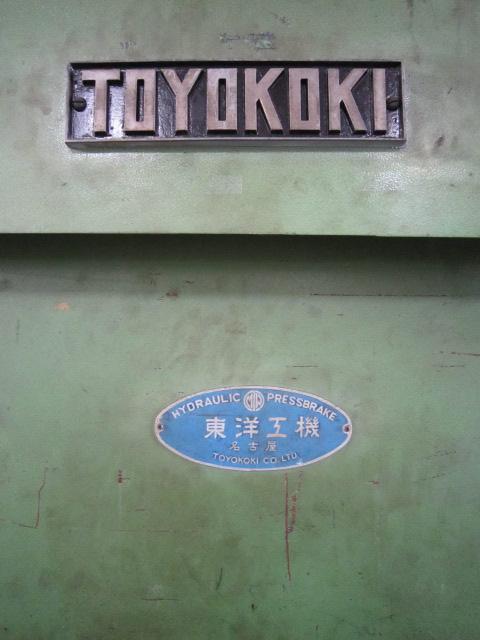 TOYOKOKI
HYDRAULIC PRESSBRAKE
東洋工機
名古屋
TOYOKOKI CO. LTD.